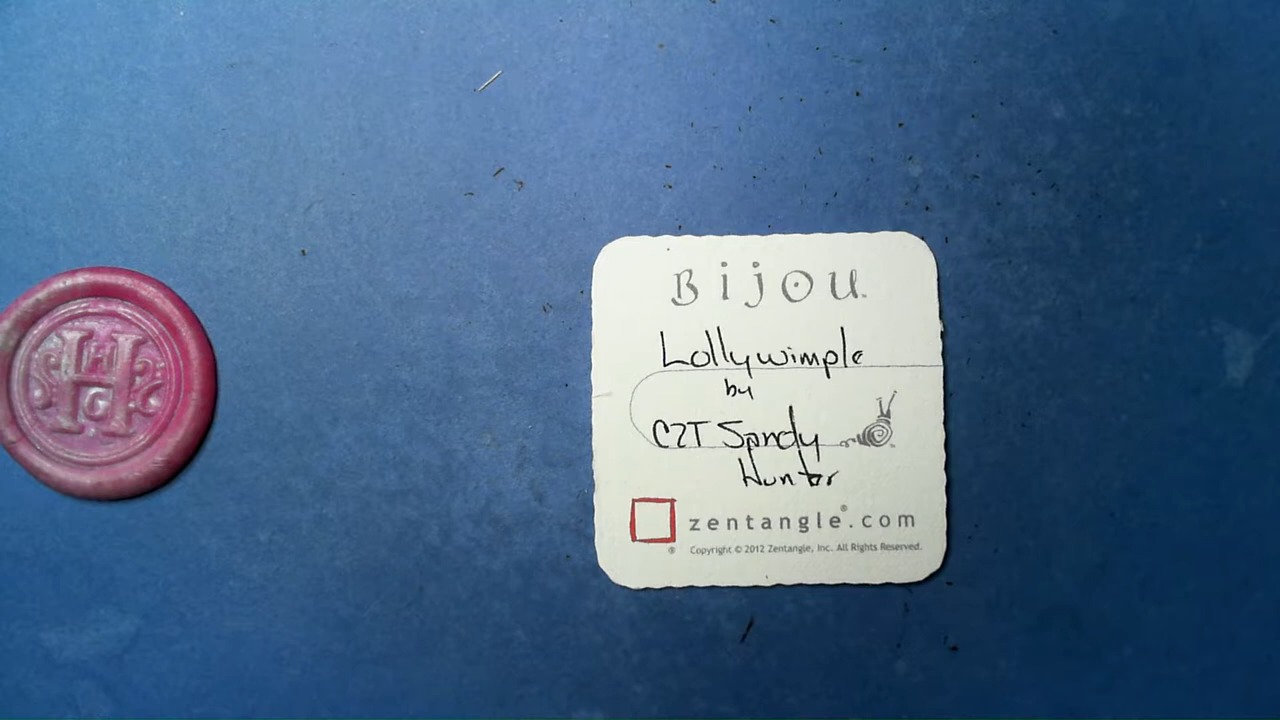 H
Bijou
Lollywimple
by
CZT Sandy
Hunter
zentangle®.com
® Copyright © 2012 Zentangle, Inc. All Rights Reserved.